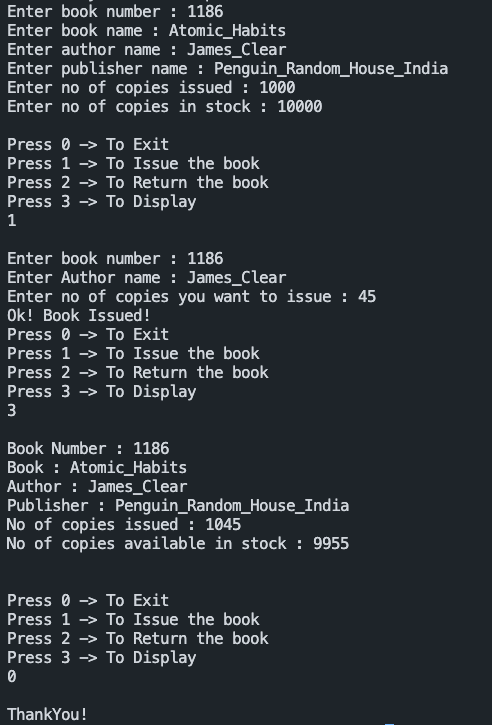 Enter book number : 1186
Enter book name : Atomic_Habits
Enter author name : James_Clear
Enter publisher name : Penguin_Random_House_India
Enter no of copies issued : 1000
Enter no of copies in stock : 10000
Press 0 -> To Exit
Press 1 -> To Issue the book
Press 2 -> To Return the book
Press 3 -> To Display
1
Enter book number : 1186
Enter Author name : James_Clear
Enter no of copies you want to issue : 45
Ok! Book Issued!
Press 0 -> To Exit
Press 1 -> To Issue the book
Press 2 -> To Return the book
Press 3 -> To Display
3
Book Number : 1186
Book : Atomic_Habits
Author : James_Clear
Publisher : Penguin_Random_House_India
No of copies issued : 1045
No of copies available in stock : 9955
Press 0 -> To Exit
Press 1 -> To Issue the book
Press 2 -> To Return the book
Press 3 -> To Display
0
ThankYou!